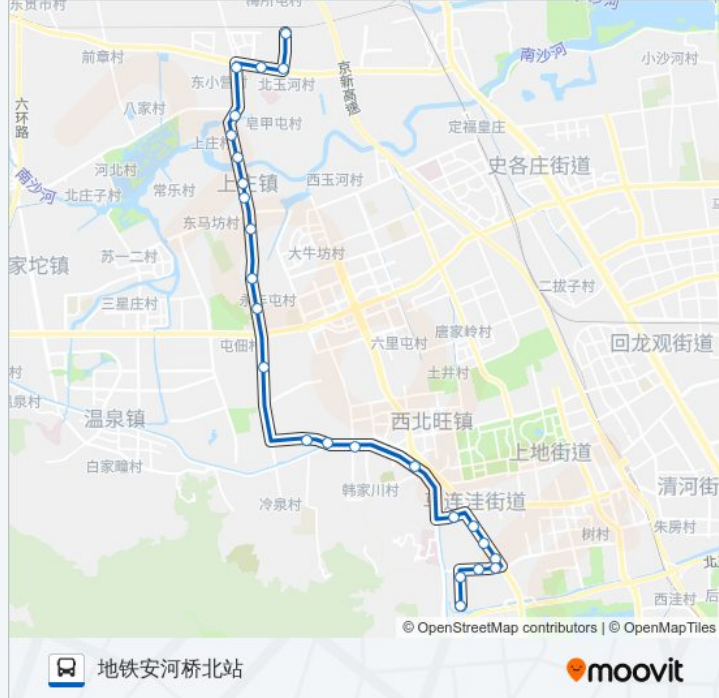 东贯市村
梅所屯村
前章村
京新高速
南沙河
小沙河村
东小营村
北玉河村
六环路
八家村
皂甲屯村
定福皇庄
上庄村
史各庄街道
河北村
南沙河
北庄子村
常乐村
上庄镇
西玉河村
东马坊村
家坨镇
苏一二村
大牛坊村
二拔子村
三星庄村
永丰屯村
屯佃村
六里屯村
唐家岭村
回龙观街道
村
土井村
泉村
温泉镇
西北旺镇
上地街道
白家疃村
韩家川村
清河街
冷泉村
马连洼街道
树村
朱房村
北五
西洼村
后
© OpenStreetMap contributors | © OpenMapTiles
地铁安河桥北站
moovit